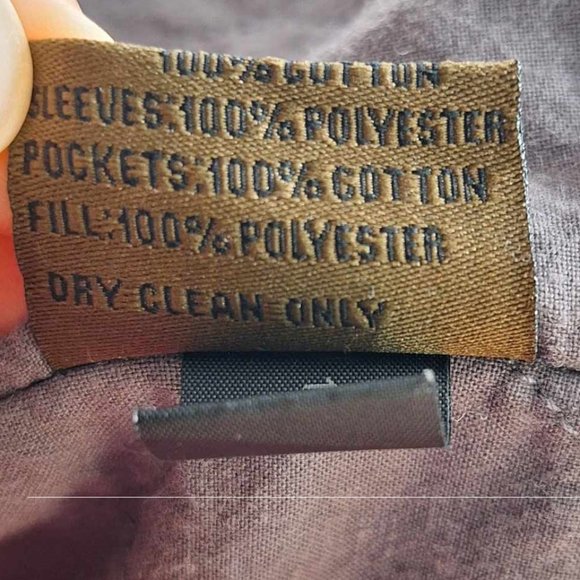 100% COTTON
SLEEVES:100% POLYESTER
POCKETS:100% COTTON
FILL:100% POLYESTER
DRY CLEAN ONLY